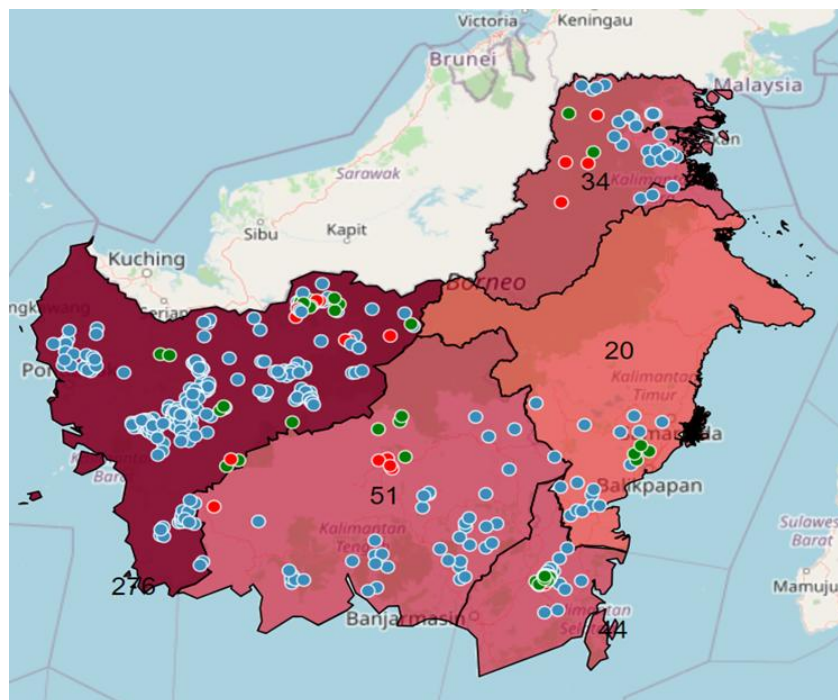 Victoria
Keningau
Brunei
Malaysia
Sarawak
34
Sibu
Kapit
Kuching
Borneo
20
Kalimantan
Timur
Balikpapan
51
Kalimantan
276
Banjarmasin
44
Sulawesi
Barat
Mamuju